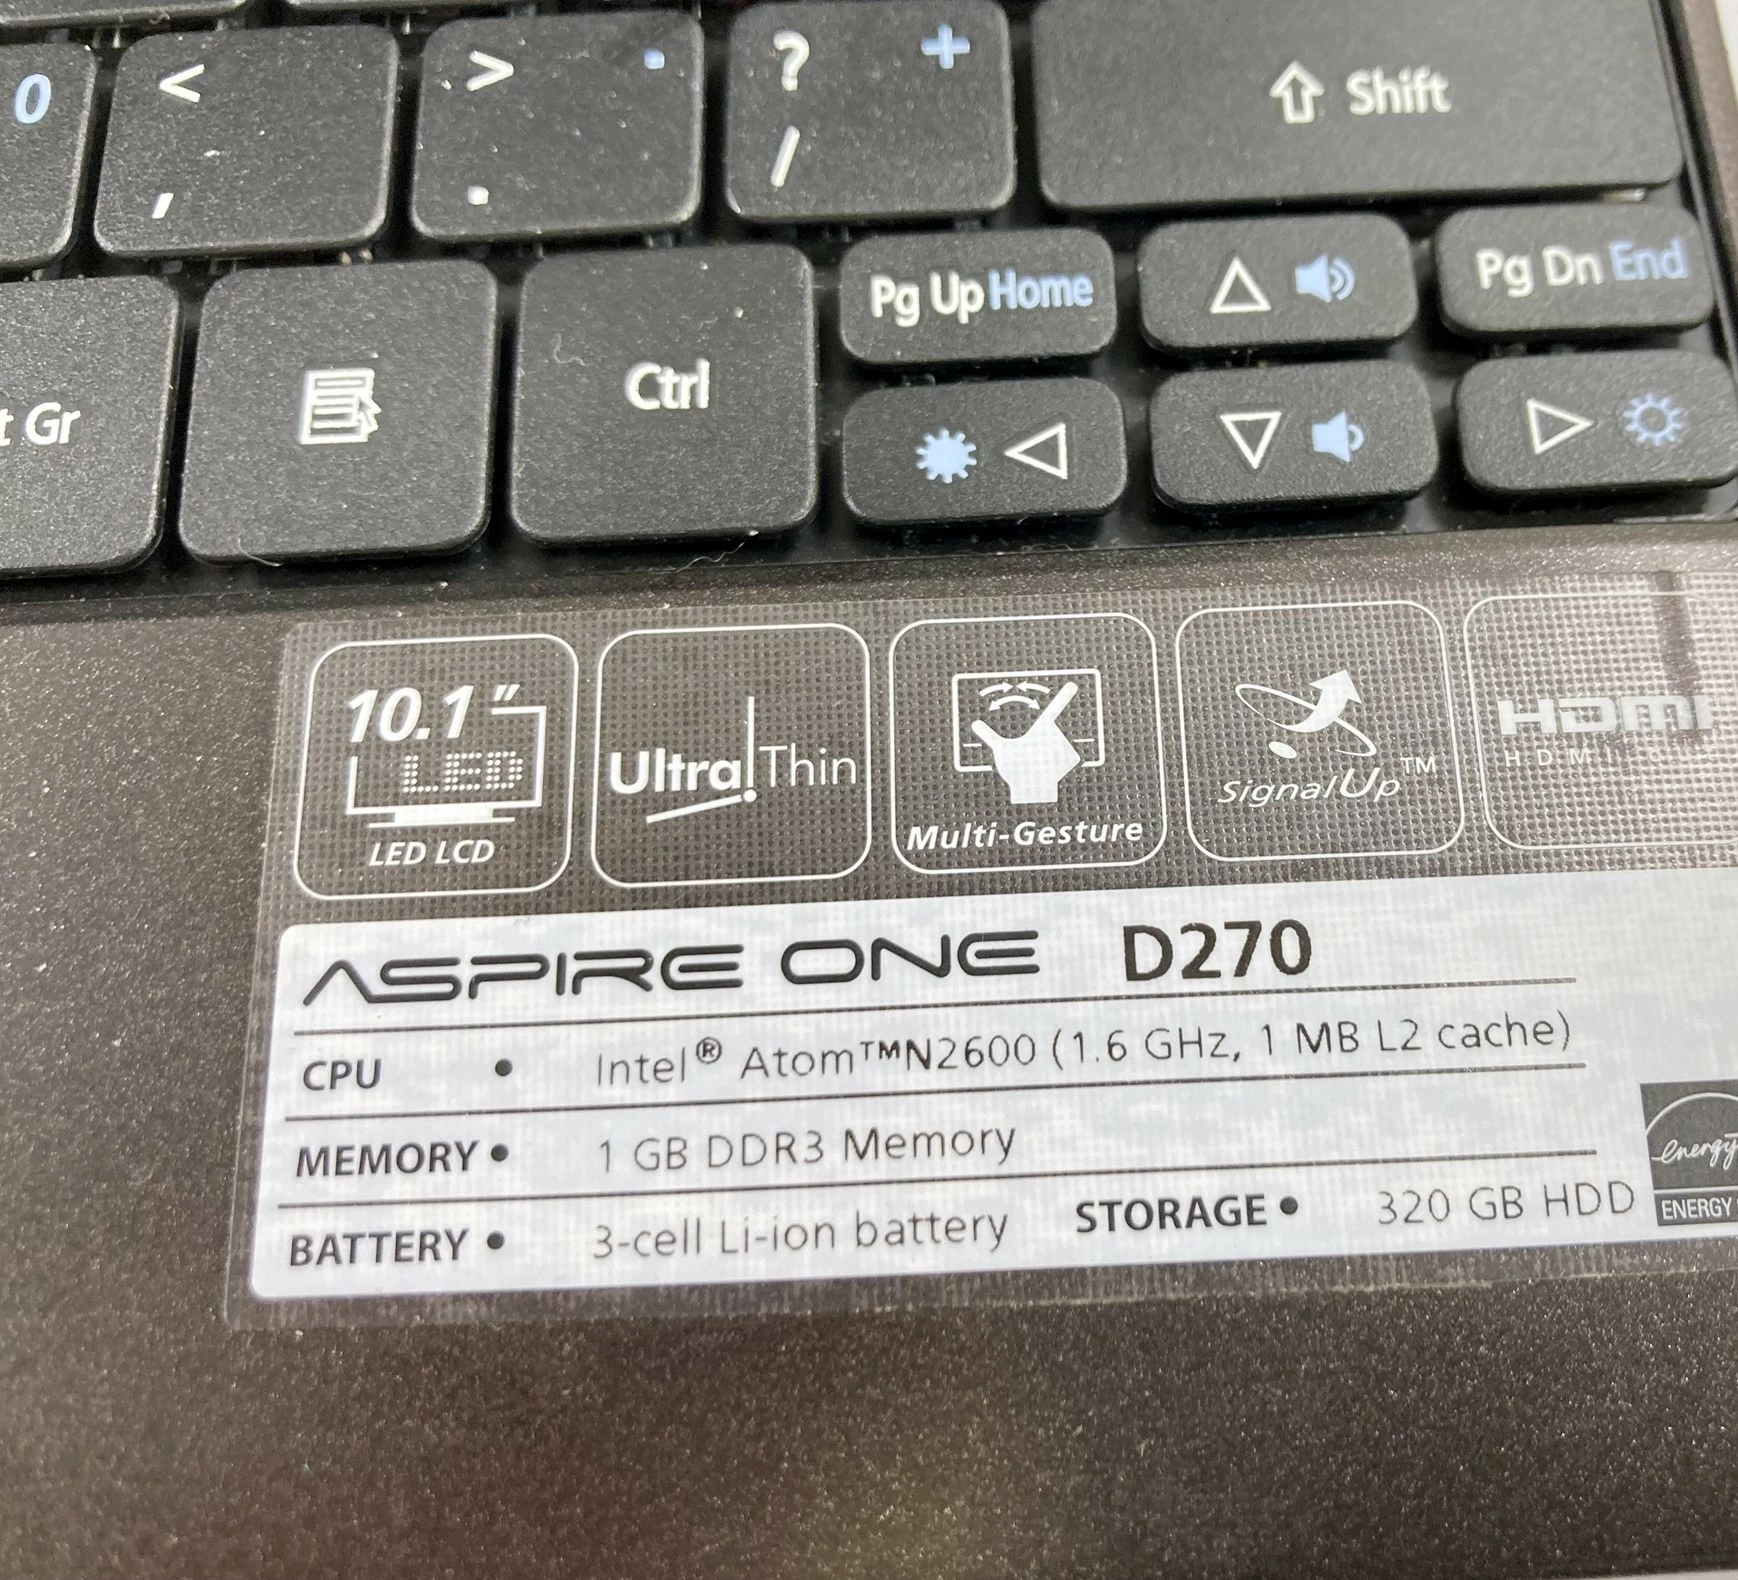 0 < , > . . ? + / ⇧ Shift
Pg Up Home Pg Dn End
Gr Ctrl
10.1" LED
LED LCD
Ultra Thin
Multi-Gesture
SignalUp™
HDMI
HDMI
ASPIRE ONE D270
CPU • Intel® Atom™N2600 (1.6 GHz, 1 MB L2 cache)
MEMORY • 1 GB DDR3 Memory
BATTERY • 3-cell Li-ion battery STORAGE • 320 GB HDD
energy
ENERGY